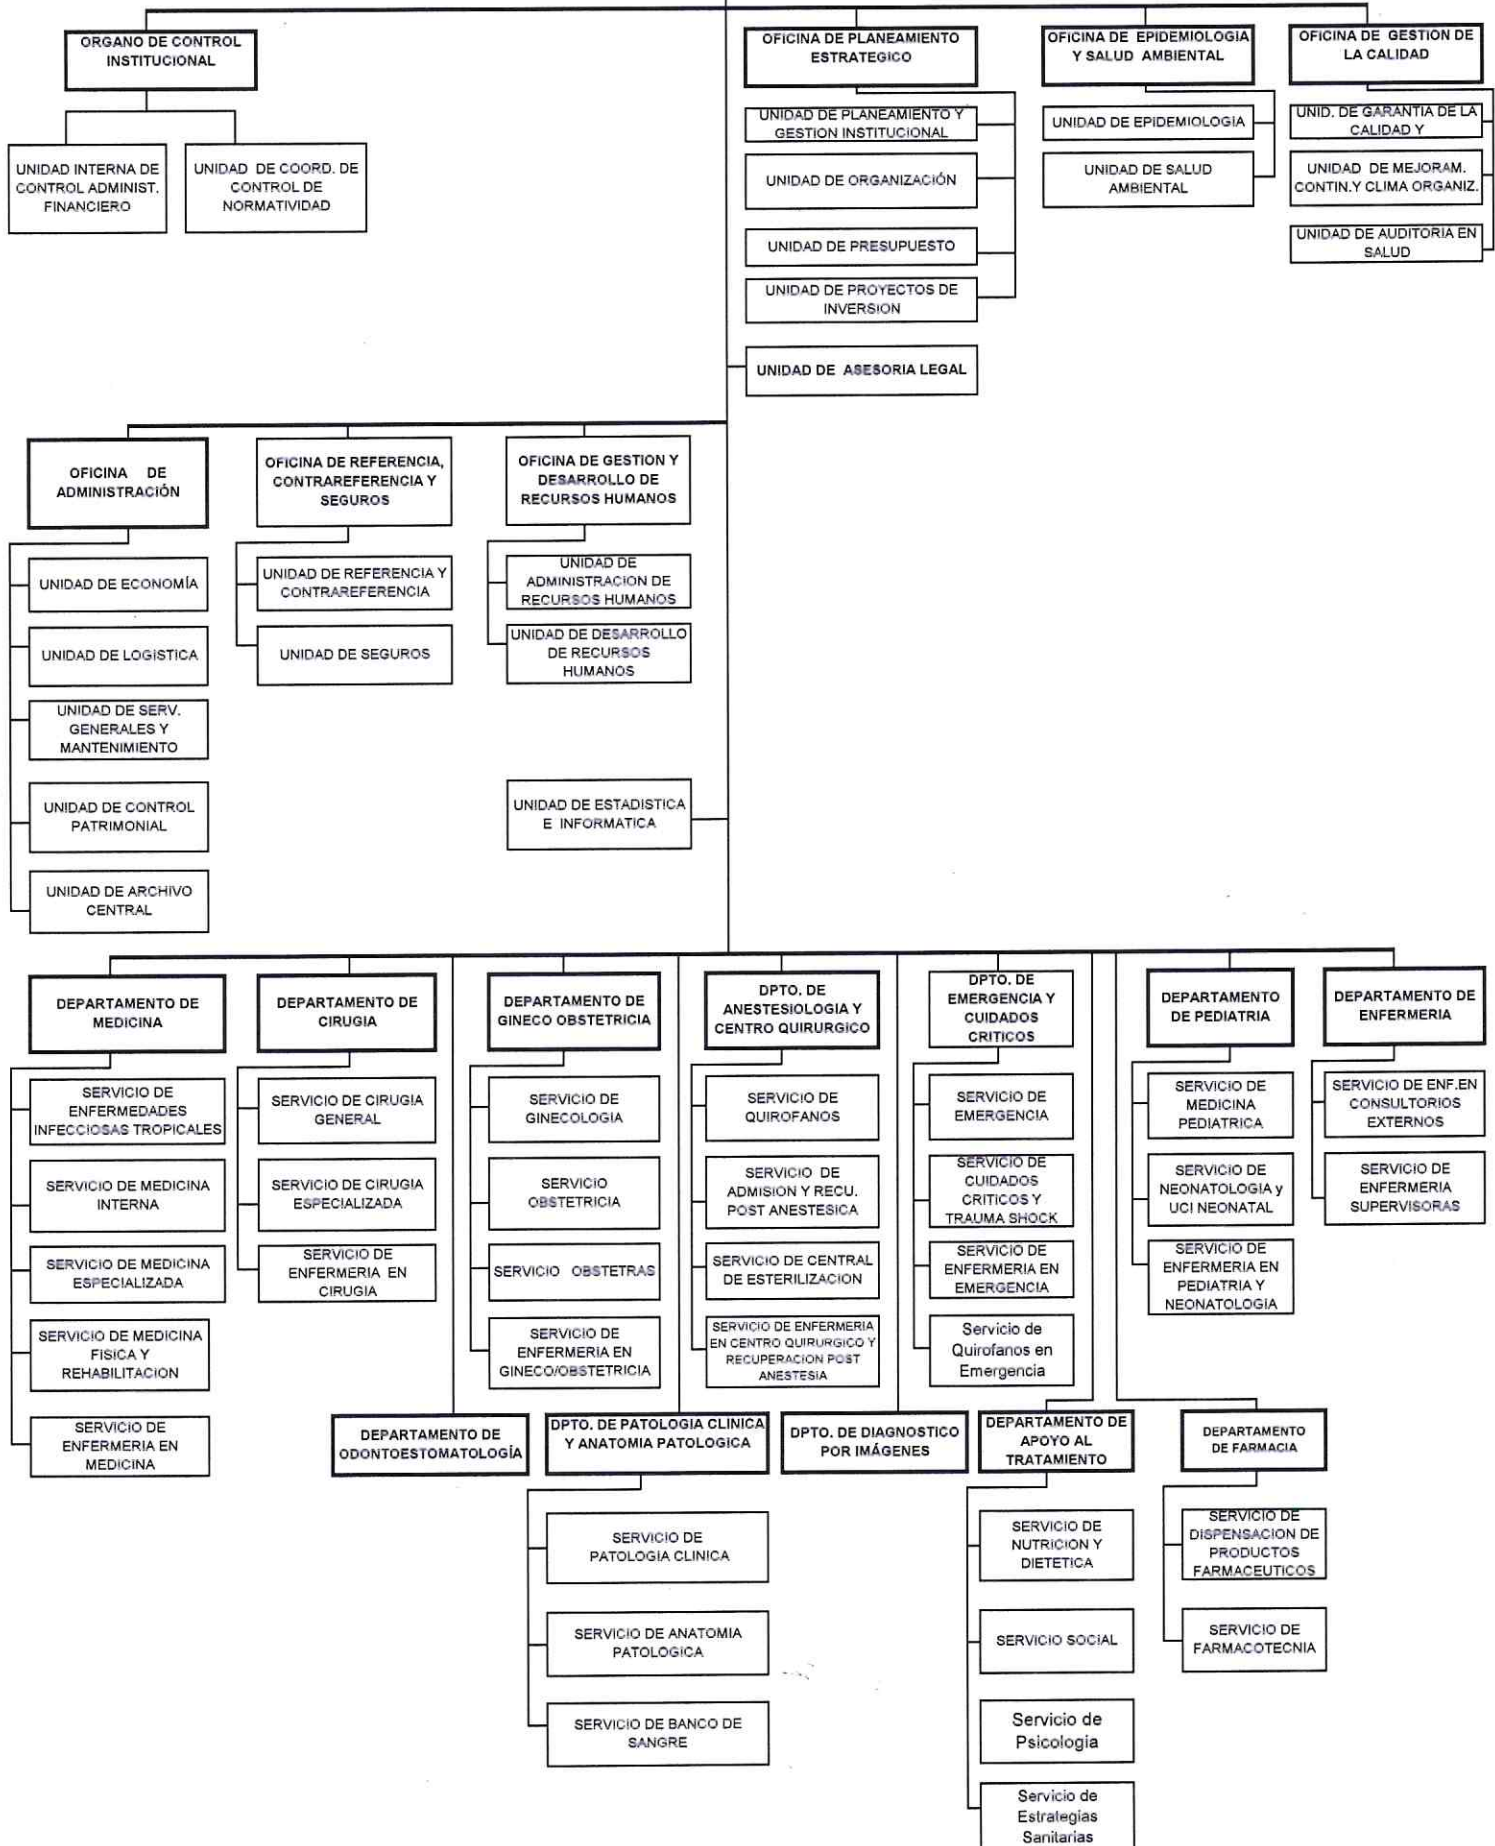 ORGANO DE CONTROL
INSTITUCIONAL
UNIDAD INTERNA DE
CONTROL ADMINIST.
FINANCIERO
UNIDAD DE COORD. DE
CONTROL DE
NORMATIVIDAD
OFICINA DE PLANEAMIENTO
ESTRATEGICO
UNIDAD DE PLANEAMIENTO Y
GESTION INSTITUCIONAL
UNIDAD DE ORGANIZACIÓN
UNIDAD DE PRESUPUESTO
UNIDAD DE PROYECTOS DE
INVERSION
UNIDAD DE ASESORIA LEGAL
OFICINA DE EPIDEMIOLOGIA
Y SALUD AMBIENTAL
UNIDAD DE EPIDEMIOLOGIA
UNIDAD DE SALUD
AMBIENTAL
OFICINA DE GESTION DE
LA CALIDAD
UNID. DE GARANTIA DE LA
CALIDAD Y
UNIDAD DE MEJORAM.
CONTIN.Y CLIMA ORGANIZ.
UNIDAD DE AUDITORIA EN
SALUD
OFICINA DE
ADMINISTRACIÓN
UNIDAD DE ECONOMÍA
UNIDAD DE LOGISTICA
UNIDAD DE SERV.
GENERALES Y
MANTENIMIENTO
UNIDAD DE CONTROL
PATRIMONIAL
UNIDAD DE ARCHIVO
CENTRAL
OFICINA DE REFERENCIA,
CONTRAREFERENCIA Y
SEGUROS
UNIDAD DE REFERENCIA Y
CONTRAREFERENCIA
UNIDAD DE SEGUROS
OFICINA DE GESTION Y
DESARROLLO DE
RECURSOS HUMANOS
UNIDAD DE
ADMINISTRACION DE
RECURSOS HUMANOS
UNIDAD DE DESARROLLO
DE RECURSOS
HUMANOS
UNIDAD DE ESTADISTICA
E INFORMATICA
DEPARTAMENTO DE
MEDICINA
SERVICIO DE
ENFERMEDADES
INFECCIOSAS TROPICALES
SERVICIO DE MEDICINA
INTERNA
SERVICIO DE MEDICINA
ESPECIALIZADA
SERVICIO DE MEDICINA
FISICA Y
REHABILITACION
SERVICIO DE
ENFERMERIA EN
MEDICINA
DEPARTAMENTO DE
CIRUGIA
SERVICIO DE CIRUGIA
GENERAL
SERVICIO DE CIRUGIA
ESPECIALIZADA
SERVICIO DE
ENFERMERIA EN
CIRUGIA
DEPARTAMENTO DE
GINECO OBSTETRICIA
SERVICIO DE
GINECOLOGIA
SERVICIO
OBSTETRICIA
SERVICIO OBSTETRAS
SERVICIO DE
ENFERMERIA EN
GINECO/OBSTETRICIA
DPTO. DE
ANESTESIOLOGIA Y
CENTRO QUIRURGICO
SERVICIO DE
QUIROFANOS
SERVICIO DE
ADMISION Y RECU.
POST ANESTESICA
SERVICIO DE CENTRAL
DE ESTERILIZACION
SERVICIO DE ENFERMERIA
EN CENTRO QUIRURGICO Y
RECUPERACION POST
ANESTESIA
DPTO. DE
EMERGENCIA Y
CUIDADOS
CRITICOS
SERVICIO DE
EMERGENCIA
SERVICIO DE
CUIDADOS
CRITICOS Y
TRAUMA SHOCK
SERVICIO DE
ENFERMERIA EN
EMERGENCIA
Servicio de
Quirofanos en
Emergencia
DEPARTAMENTO
DE PEDIATRIA
SERVICIO DE
MEDICINA
PEDIATRICA
SERVICIO DE
NEONATOLOGIA y
UCI NEONATAL
SERVICIO DE
ENFERMERIA EN
PEDIATRIA Y
NEONATOLOGIA
DEPARTAMENTO DE
ENFERMERIA
SERVICIO DE ENF.EN
CONSULTORIOS
EXTERNOS
SERVICIO DE
ENFERMERIA
SUPERVISORAS
DEPARTAMENTO DE
ODONTOESTOMATOLOGÍA
DPTO. DE PATOLOGIA CLINICA
Y ANATOMIA PATOLOGICA
SERVICIO DE
PATOLOGIA CLINICA
SERVICIO DE ANATOMIA
PATOLOGICA
SERVICIO DE BANCO DE
SANGRE
DPTO. DE DIAGNOSTICO
POR IMÁGENES
DEPARTAMENTO DE
APOYO AL
TRATAMIENTO
SERVICIO DE
NUTRICION Y
DIETETICA
SERVICIO SOCIAL
Servicio de
Psicologia
Servicio de
Estrategias
Sanitarias
DEPARTAMENTO
DE FARMACIA
SERVICIO DE
DISPENSACION DE
PRODUCTOS
FARMACEUTICOS
SERVICIO DE
FARMACOTECNIA